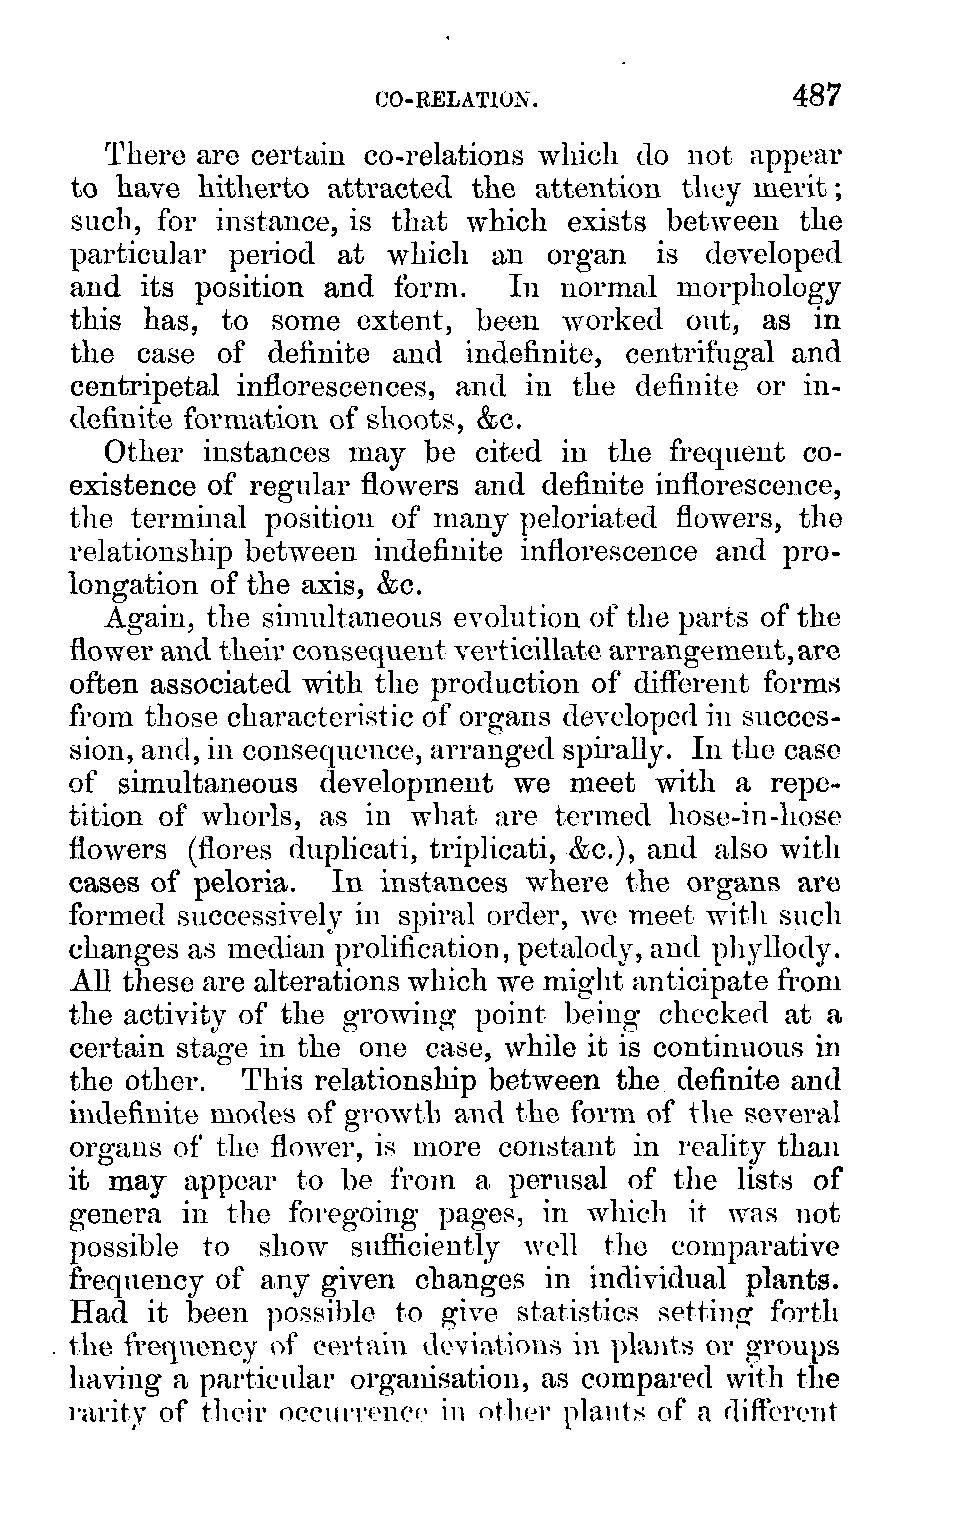 CO-RELATION. 487
There are certain co-relations which do not appear
to have hitherto attracted the attention they merit;
such, for instance, is that which exists between the
particular period at which an organ is developed
and its position and form. In normal morphology
this has, to some extent, been worked out, as in
the case of definite and indefinite, centrifugal and
centripetal inflorescences, and in the definite or in-
definite formation of shoots, &c.
Other instances may be cited in the frequent co-
existence of regular flowers and definite inflorescence,
the terminal position of many peloriated flowers, the
relationship between indefinite inflorescence and pro-
longation of the axis, &c.
Again, the simultaneous evolution of the parts of the
flower and their consequent verticillate arrangement, are
often associated with the production of different forms
from those characteristic of organs developed in succes-
sion, and, in consequence, arranged spirally. In the case
of simultaneous development we meet with a repe-
tition of whorls, as in what are termed hose-in-hose
flowers (flores duplicati, triplicati, &c.), and also with
cases of peloria. In instances where the organs are
formed successively in spiral order, we meet with such
changes as median prolification, petalody, and phyllody.
All these are alterations which we might anticipate from
the activity of the growing point being checked at a
certain stage in the one case, while it is continuous in
the other. This relationship between the definite and
indefinite modes of growth and the form of the several
organs of the flower, is more constant in reality than
it may appear to be from a perusal of the lists of
genera in the foregoing pages, in which it was not
possible to show sufficiently well the comparative
frequency of any given changes in individual plants.
Had it been possible to give statistics setting forth
the frequency of certain deviations in plants or groups
having a particular organisation, as compared with the
rarity of their occurrence in other plants of a different